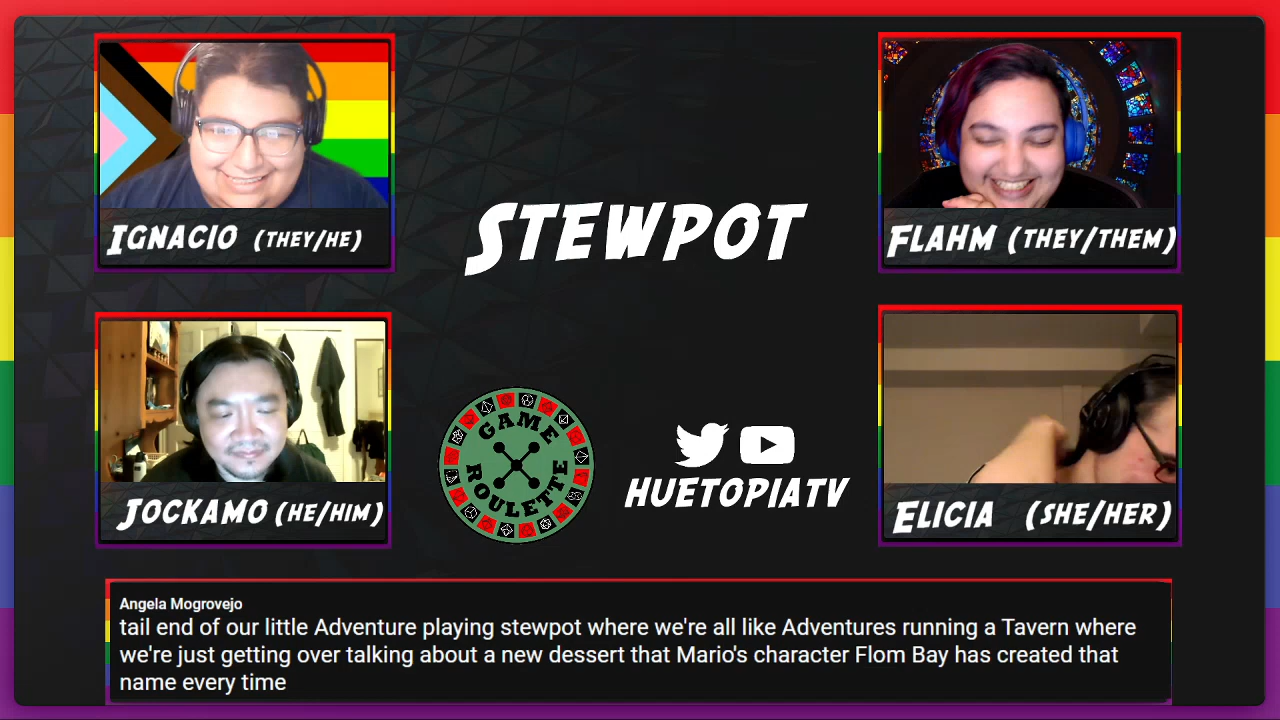 IGNACIO (THEY/HE)
FLAHM (THEY/THEM)
STEWPOT
JOCKAMO (HE/HIM)
GAME
ROULETTE
HUETOPIATV
ELICIA (SHE/HER)
Angela Mogrovejo
tail end of our little Adventure playing stewpot where we're all like Adventures running a Tavern where
we're just getting over talking about a new dessert that Mario's character Flom Bay has created that
name every time